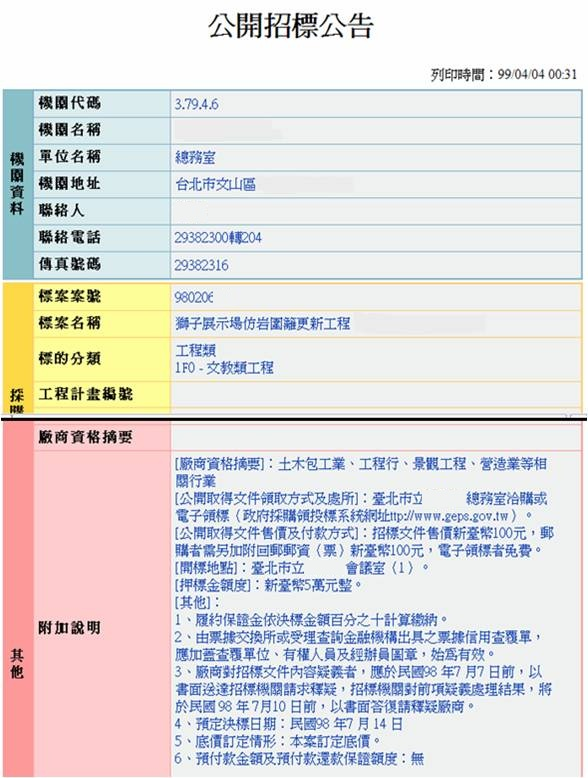 公開招標公告
列印時間：99/04/04 00:31
機關資料
機關代碼 3.79.4.6
機關名稱
單位名稱 總務室
機關地址 台北市文山區
聯絡人
聯絡電話 29382300轉204
傳真號碼 29382316
標案案號 980206
標案名稱 獅子展示場仿岩圍籬更新工程
標的分類 工程類
1F0 - 文教類工程
採購
工程計畫編號
廠商資格摘要
其他
附加說明
[廠商資格摘要]：土木包工業、工程行、景觀工程、營造業等相
關行業
[公開取得文件領取方式及處所]：臺北市立 總務室洽購或
電子領標（政府採購領投標系統網址ttp://www.geps.gov.tw）。
[公開取得文件售價及付款方式]：招標文件售價新臺幣100元，郵
購者需另加附回郵郵資（票）新臺幣100元，電子領標者免費。
[開標地點]：臺北市立 會議室（1）。
[押標金額度]：新臺幣5萬元整。
[其他]：
1、履約保證金依決標金額百分之十計算繳納。
2、由票據交換所或受理查詢金融機構出具之票據信用查覆單，
應加蓋查覆單位、有權人員及經辦員圖章，始為有效。
3、廠商對招標文件內容疑義者，應於民國98 年7 月7 日前，以
書面送達招標機關請求釋疑，招標機關對前項疑義處理結果，將
於民國 98 年 7月10 日前，以書面答復請釋疑廠商。
4、預定決標日期：民國98 年7 月 14 日
5、底價訂定情形：本案訂定底價。
6、預付款金額及預付款還款保證額度：無